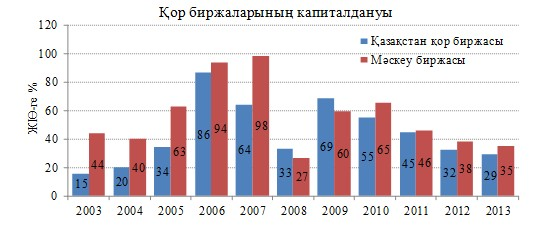 Қор биржаларының капиталдануы
ЖІӨ-ге %
120
100
80
60
40
20
0
Қазақстан қор биржасы
Мәскеу биржасы
15 44 20 40 34 63 86 94 64 98 33 27 69 60 55 65 45 46 32 38 29 35
2003 2004 2005 2006 2007 2008 2009 2010 2011 2012 2013